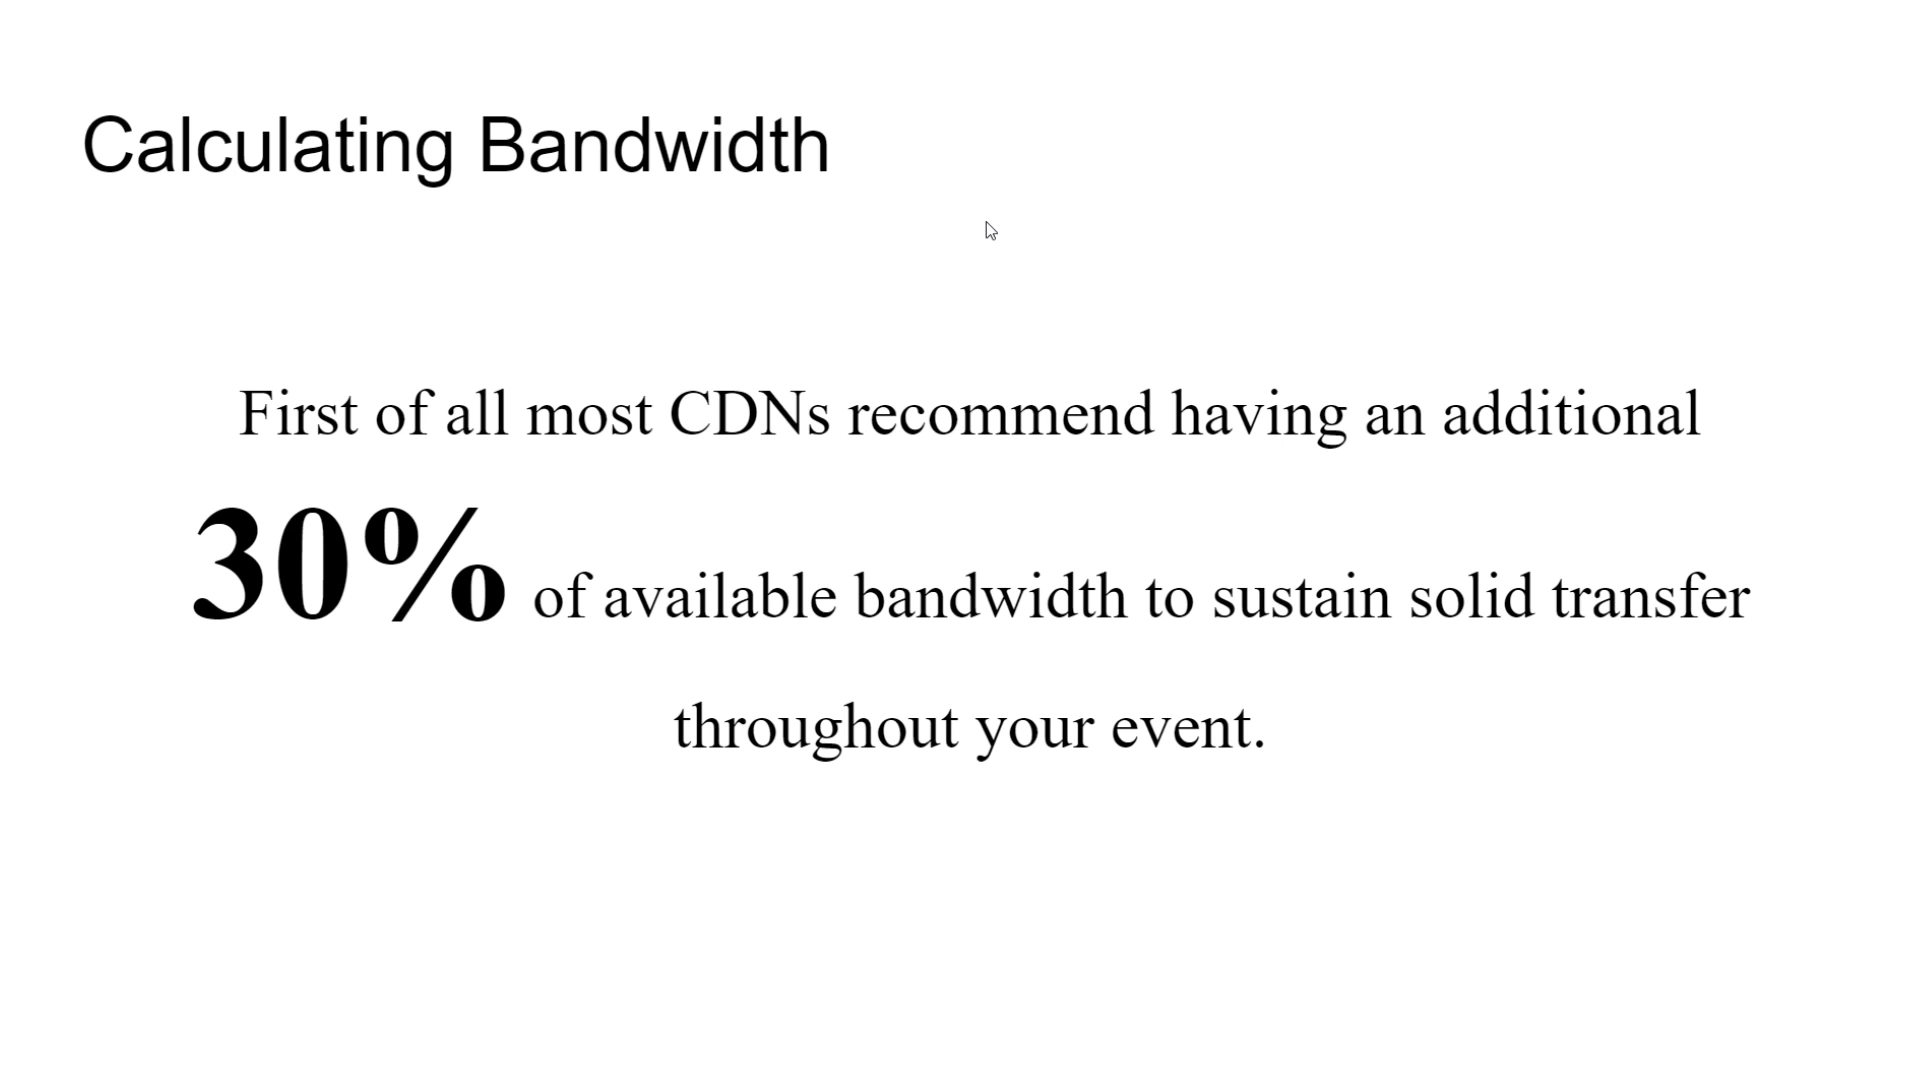 Calculating Bandwidth
First of all most CDNs recommend having an additional
30% of available bandwidth to sustain solid transfer
throughout your event.